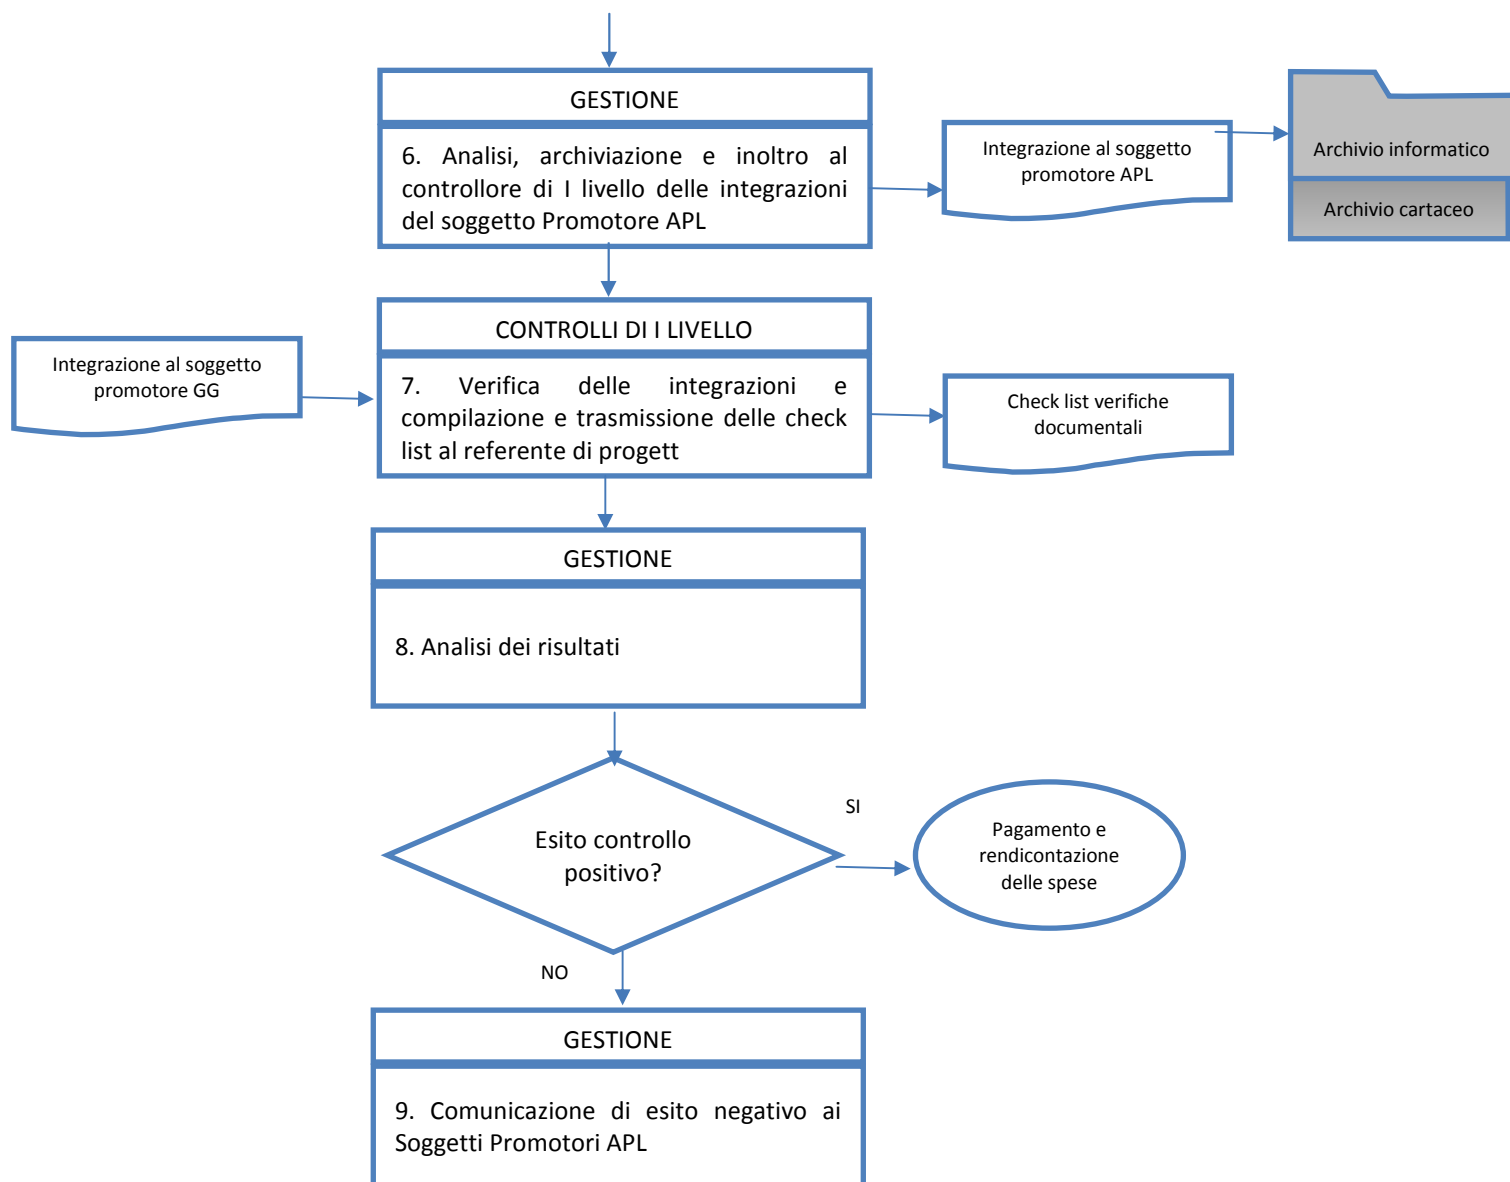 GESTIONE
6. Analisi, archiviazione e inoltro al
controllore di I livello delle integrazioni
del soggetto Promotore APL
Integrazione al soggetto
promotore APL
Archivio informatico
Archivio cartaceo
CONTROLLI DI I LIVELLO
Integrazione al soggetto
promotore GG
7. Verifica delle integrazioni e
compilazione e trasmissione delle check
list al referente di progett
Check list verifiche
documentali
GESTIONE
8. Analisi dei risultati
Esito controllo
positivo?
SI
Pagamento e
rendicontazione
delle spese
NO
GESTIONE
9. Comunicazione di esito negativo ai
Soggetti Promotori APL